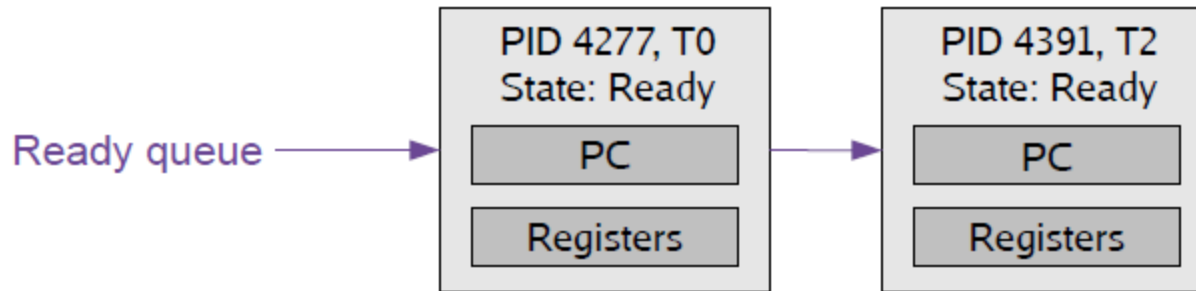 Ready queue
PID 4277, T0
State: Ready
PC
Registers
PID 4391, T2
State: Ready
PC
Registers